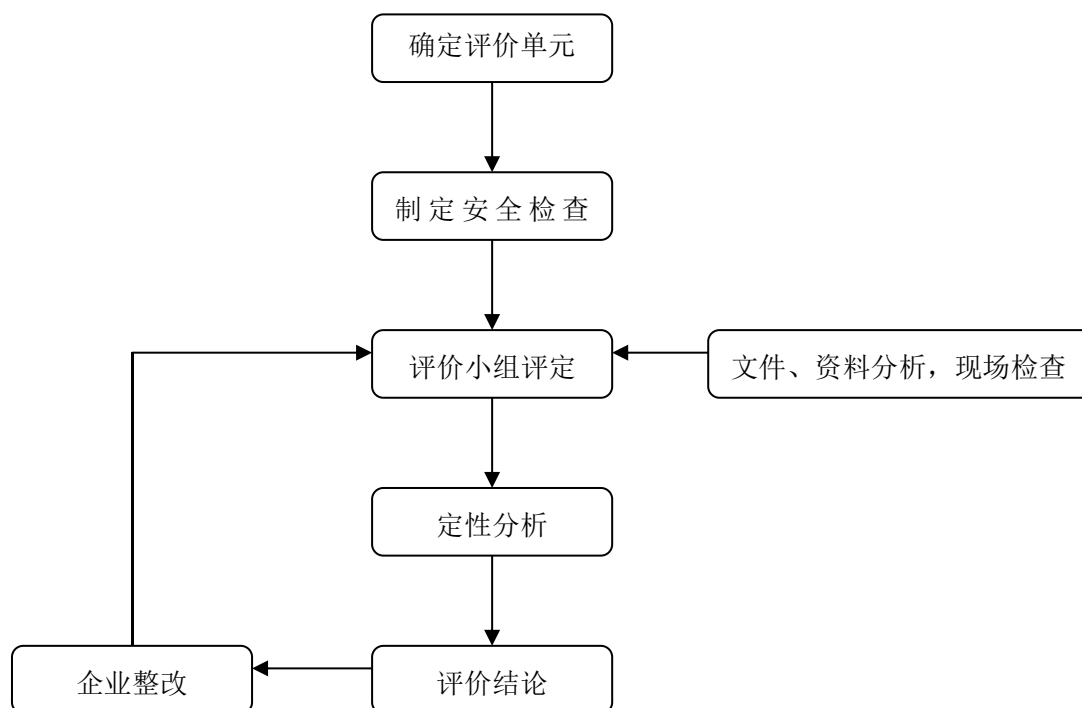 确定评价单元
制定安全检查
评价小组评定
文件、资料分析，现场检查
定性分析
企业整改
评价结论